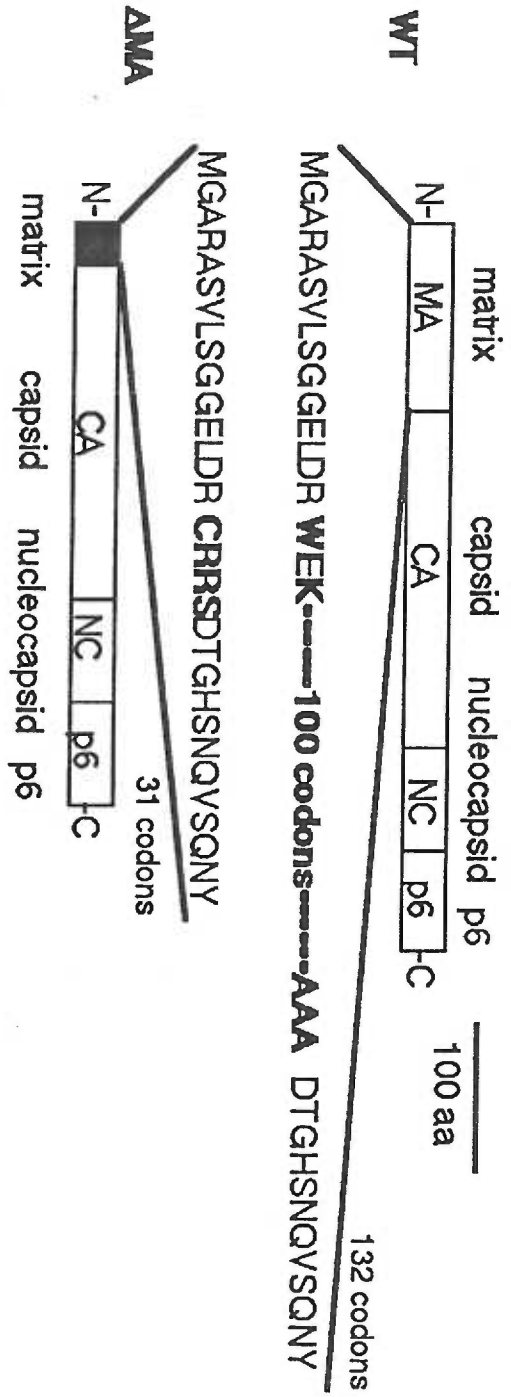 matrix capsid nucleocapsid p6
WT N- MA CA NC p6 -C 100 aa
132 codons
MGARASVLSGGELDR WEK----100 codons-----AAA DTGHSNQVSQNY
MGARASVLSGGELDR CRRSDTGHSNQVSQNY
31 codons
ΔMA N- CA NC p6 -C
matrix capsid nucleocapsid p6